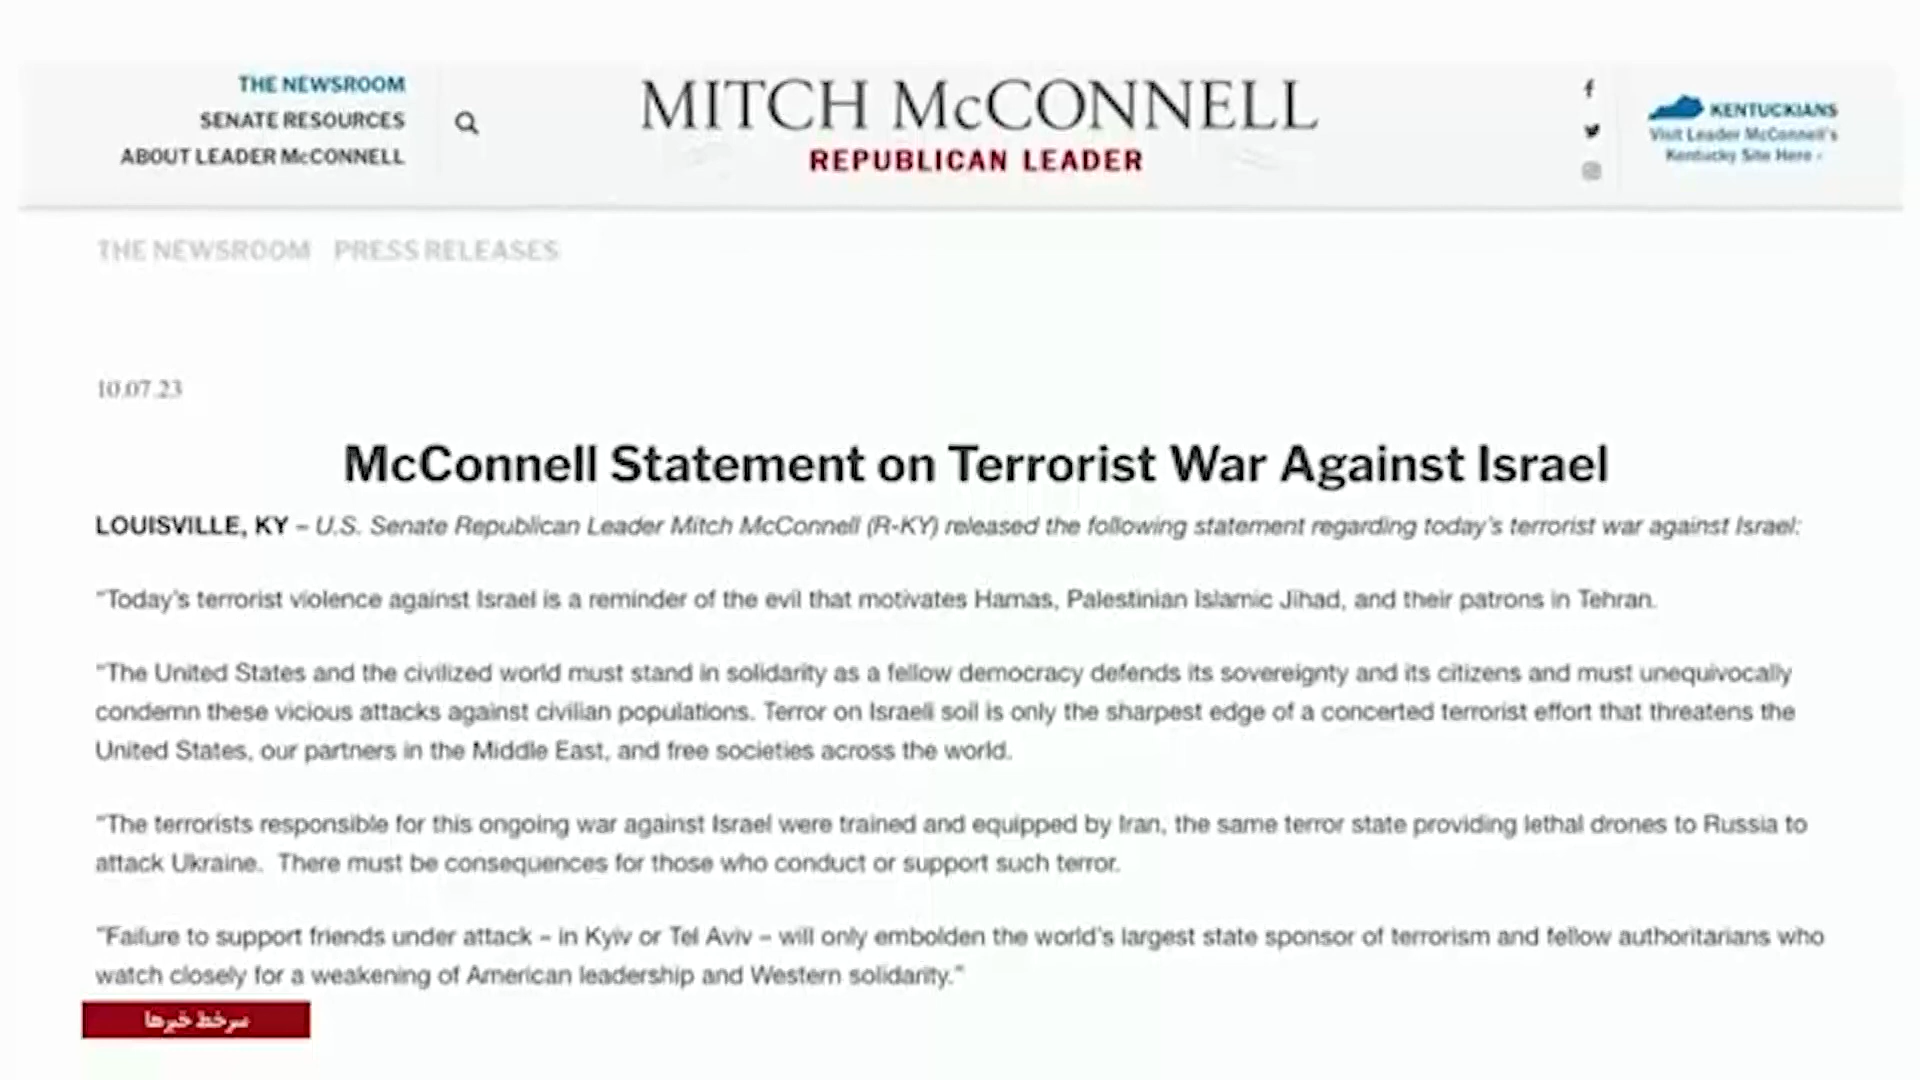 THE NEWSROOM
SENATE RESOURCES
ABOUT LEADER McCONNELL
MITCH McCONNELL
REPUBLICAN LEADER
KENTUCKIANS
Visit Leader McConnell's
Kentucky Site Here -
THE NEWSROOM PRESS RELEASES
10.07.23
McConnell Statement on Terrorist War Against Israel
LOUISVILLE, KY – U.S. Senate Republican Leader Mitch McConnell (R-KY) released the following statement regarding today's terrorist war against Israel:
"Today's terrorist violence against Israel is a reminder of the evil that motivates Hamas, Palestinian Islamic Jihad, and their patrons in Tehran.
"The United States and the civilized world must stand in solidarity as a fellow democracy defends its sovereignty and its citizens and must unequivocally
condemn these vicious attacks against civilian populations. Terror on Israeli soil is only the sharpest edge of a concerted terrorist effort that threatens the
United States, our partners in the Middle East, and free societies across the world.
"The terrorists responsible for this ongoing war against Israel were trained and equipped by Iran, the same terror state providing lethal drones to Russia to
attack Ukraine. There must be consequences for those who conduct or support such terror.
"Failure to support friends under attack – in Kyiv or Tel Aviv – will only embolden the world's largest state sponsor of terrorism and fellow authoritarians who
watch closely for a weakening of American leadership and Western solidarity."
سرخط خبرها